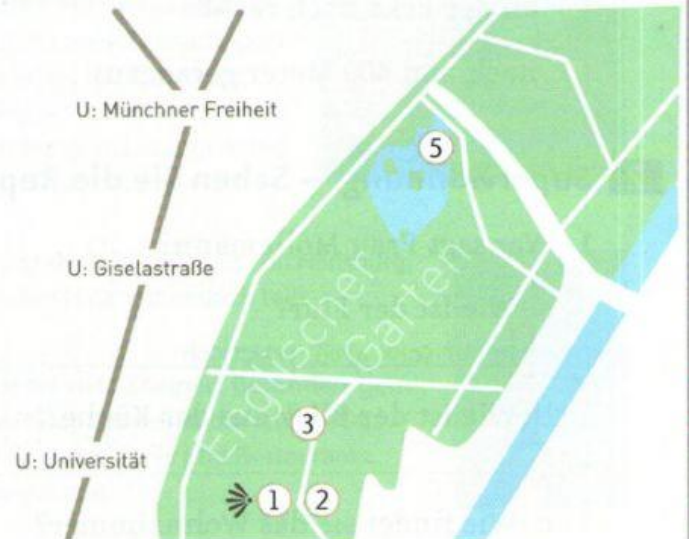 U: Münchner Freiheit
5
U: Giselastraße
Englischer
Garten
3
U: Universität
1
2